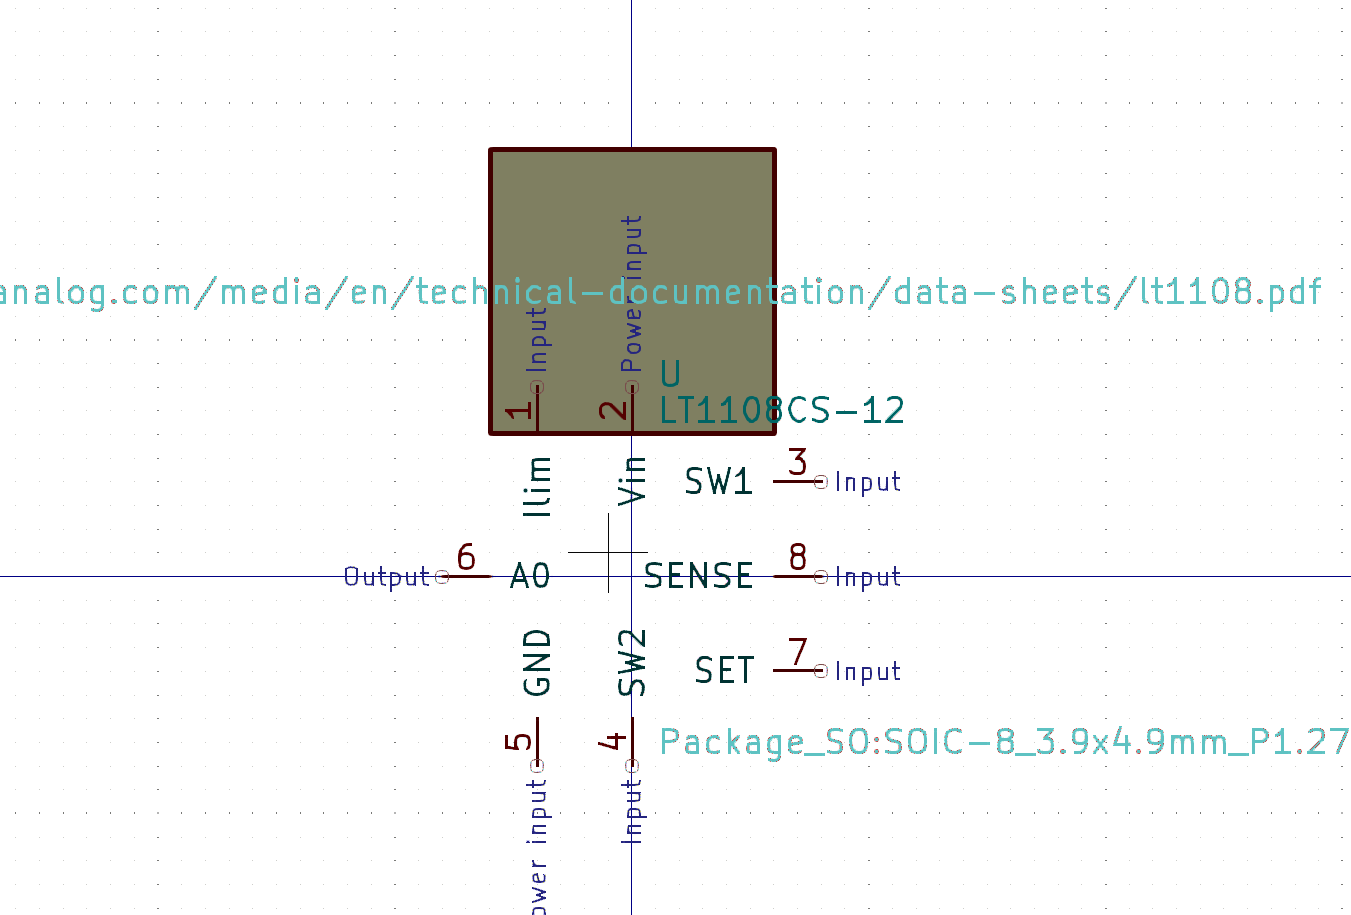 Power input
analog.com/media/en/technical-documentation/data-sheets/lt1108.pdf
Input
U
1
2
LT1108CS-12
Ilim
Vin
SW1
3
Input
Output
6
A0
SENSE
8
Input
GND
SW2
SET
7
Input
5
4
Package_SO:SOIC-8_3.9x4.9mm_P1.27
ower input
Input